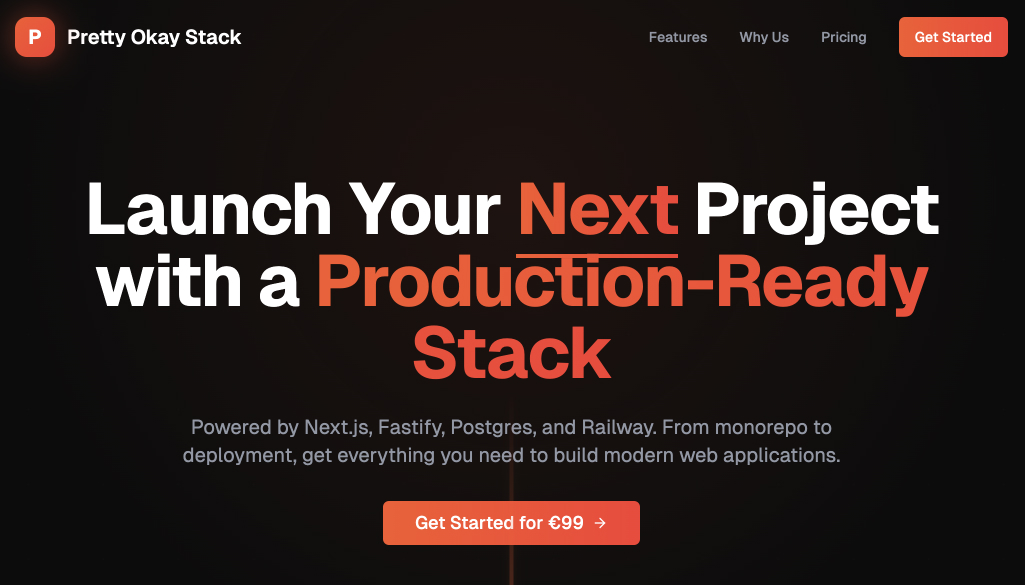 P Pretty Okay Stack Features Why Us Pricing Get Started
Launch Your Next Project
with a Production-Ready
Stack
Powered by Next.js, Fastify, Postgres, and Railway. From monorepo to
deployment, get everything you need to build modern web applications.
Get Started for €99 →